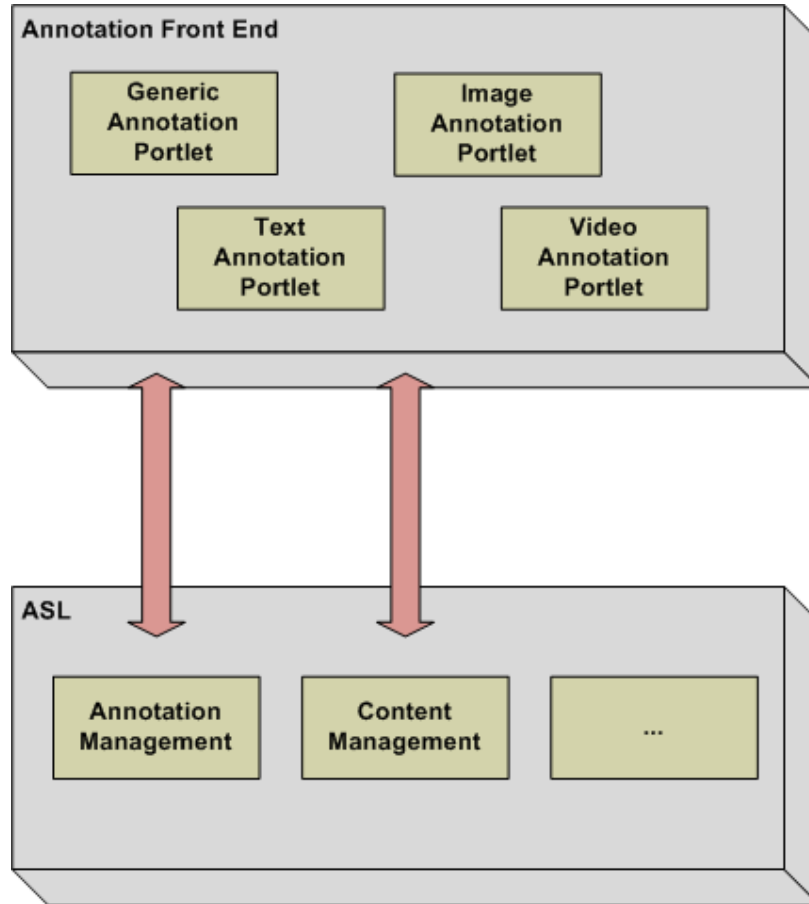 Annotation Front End
Generic
Annotation
Portlet
Image
Annotation
Portlet
Text
Annotation
Portlet
Video
Annotation
Portlet
ASL
Annotation
Management
Content
Management
...